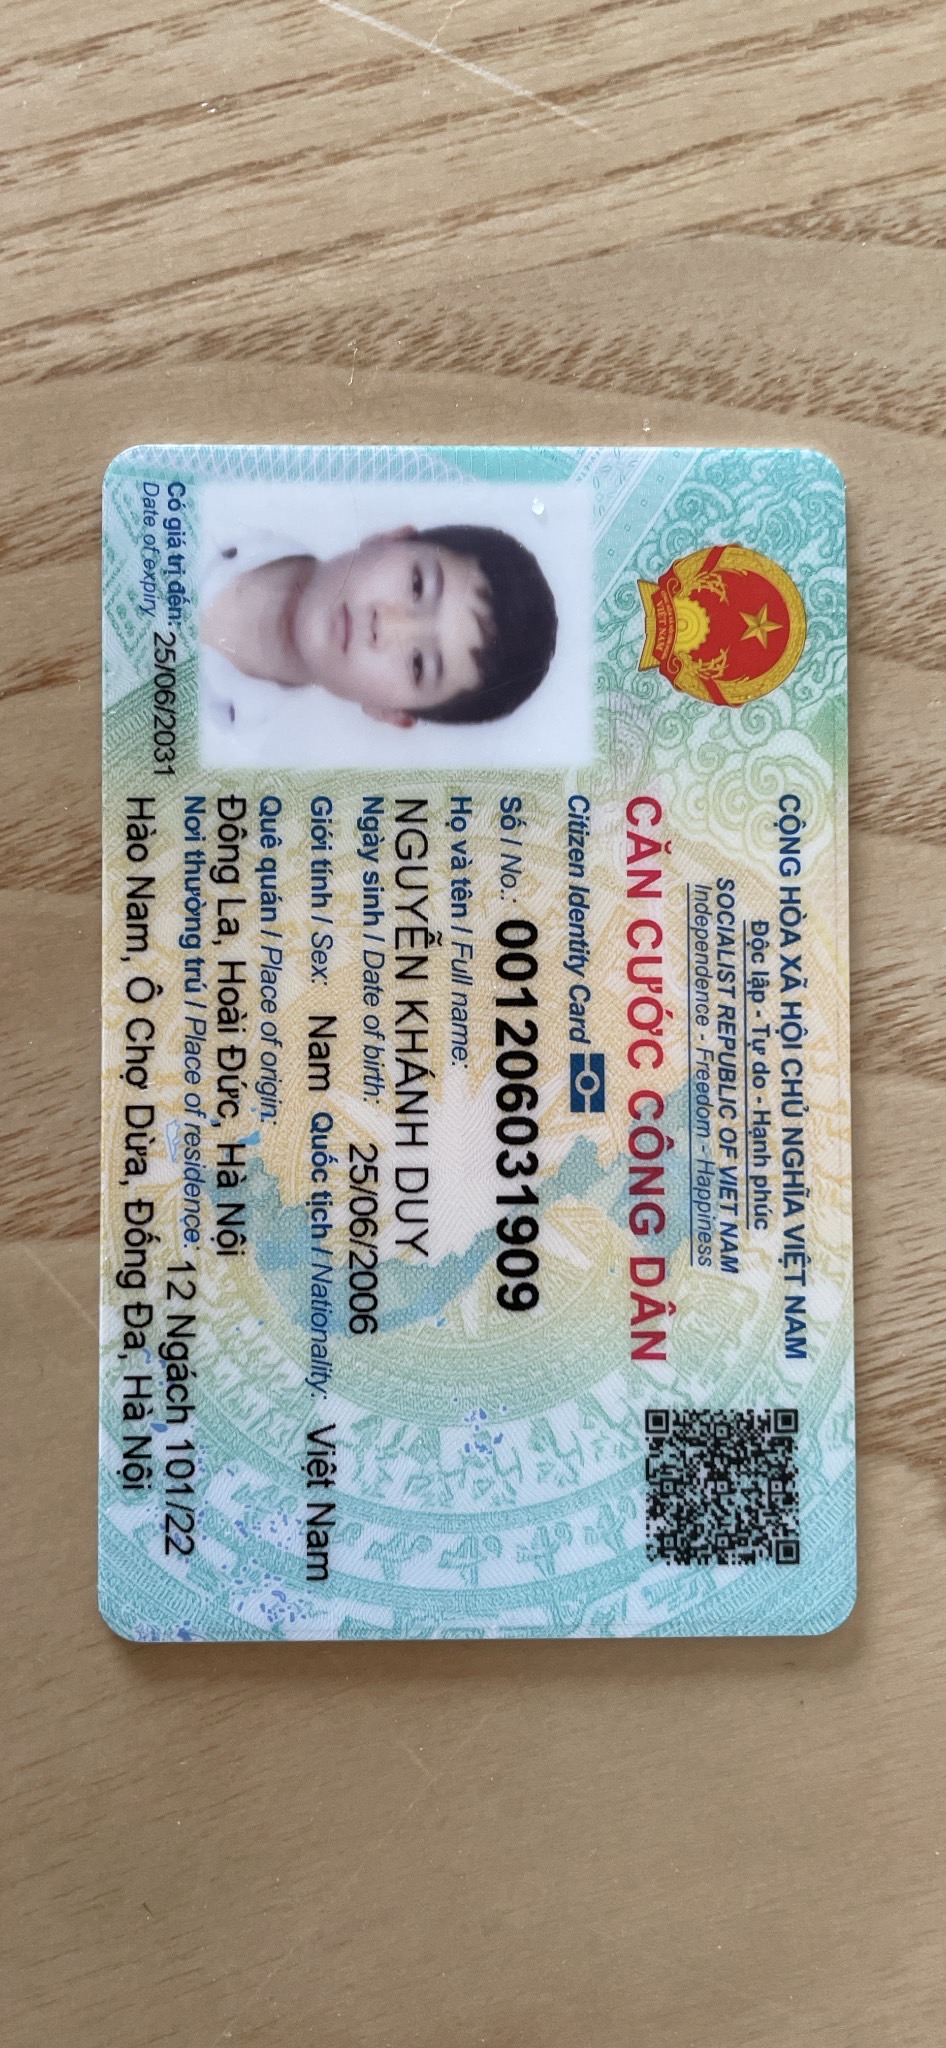 CỘNG HÒA XÃ HỘI CHỦ NGHĨA VIỆT NAM
Độc lập - Tự do - Hạnh phúc
SOCIALIST REPUBLIC OF VIET NAM
Independence - Freedom - Happiness
CĂN CƯỚC CÔNG DÂN
Citizen Identity Card
Số / No.: 001206031909
Họ và tên / Full name:
NGUYỄN KHÁNH DUY
Ngày sinh / Date of birth: 25/06/2006
Giới tính / Sex: Nam Quốc tịch / Nationality: Việt Nam
Quê quán / Place of origin:
Đông La, Hoài Đức, Hà Nội
Nơi thường trú / Place of residence: 12 Ngách 101/22
Hào Nam, Ô Chợ Dừa, Đống Đa, Hà Nội
Có giá trị đến: 25/06/2031
Date of expiry
VIỆT NAM